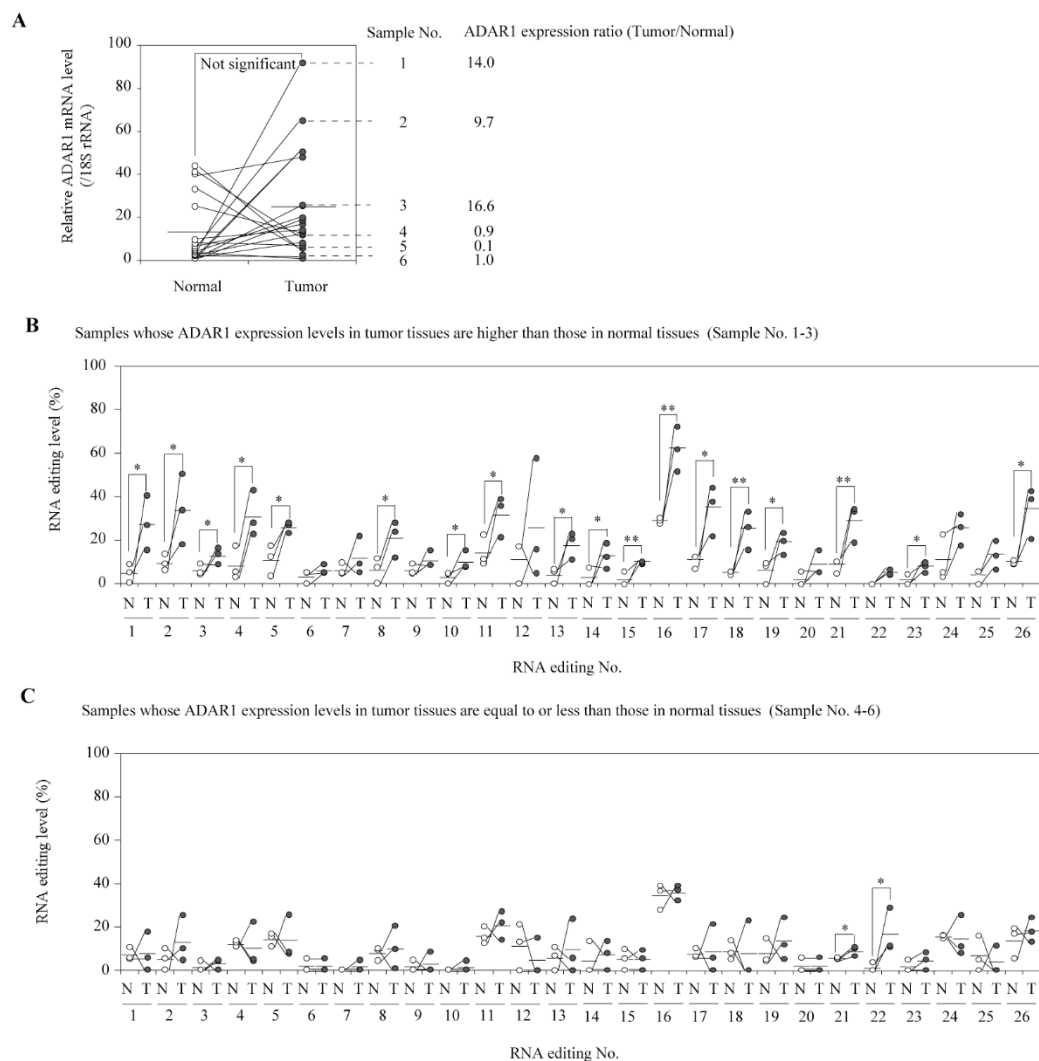 A
Sample No. ADAR1 expression ratio (Tumor/Normal)
100
Not significant
1 14.0
80
60
2 9.7
40
3 16.6
20
4 0.9
5 0.1
0
6 1.0
Relative ADAR1 mRNA level
(/18S rRNA)
Normal Tumor
B
Samples whose ADAR1 expression levels in tumor tissues are higher than those in normal tissues (Sample No. 1-3)
100
80
60
40
20
0
RNA editing level (%)
* * * * * * * * * * ** ** * ** * ** * *
N T N T N T N T N T N T N T N T N T N T N T N T N T N T N T N T N T N T N T N T N T N T N T N T N T N T
1 2 3 4 5 6 7 8 9 10 11 12 13 14 15 16 17 18 19 20 21 22 23 24 25 26
RNA editing No.
C
Samples whose ADAR1 expression levels in tumor tissues are equal to or less than those in normal tissues (Sample No. 4-6)
100
80
60
40
20
0
RNA editing level (%)
* *
N T N T N T N T N T N T N T N T N T N T N T N T N T N T N T N T N T N T N T N T N T N T N T N T N T N T
1 2 3 4 5 6 7 8 9 10 11 12 13 14 15 16 17 18 19 20 21 22 23 24 25 26
RNA editing No.